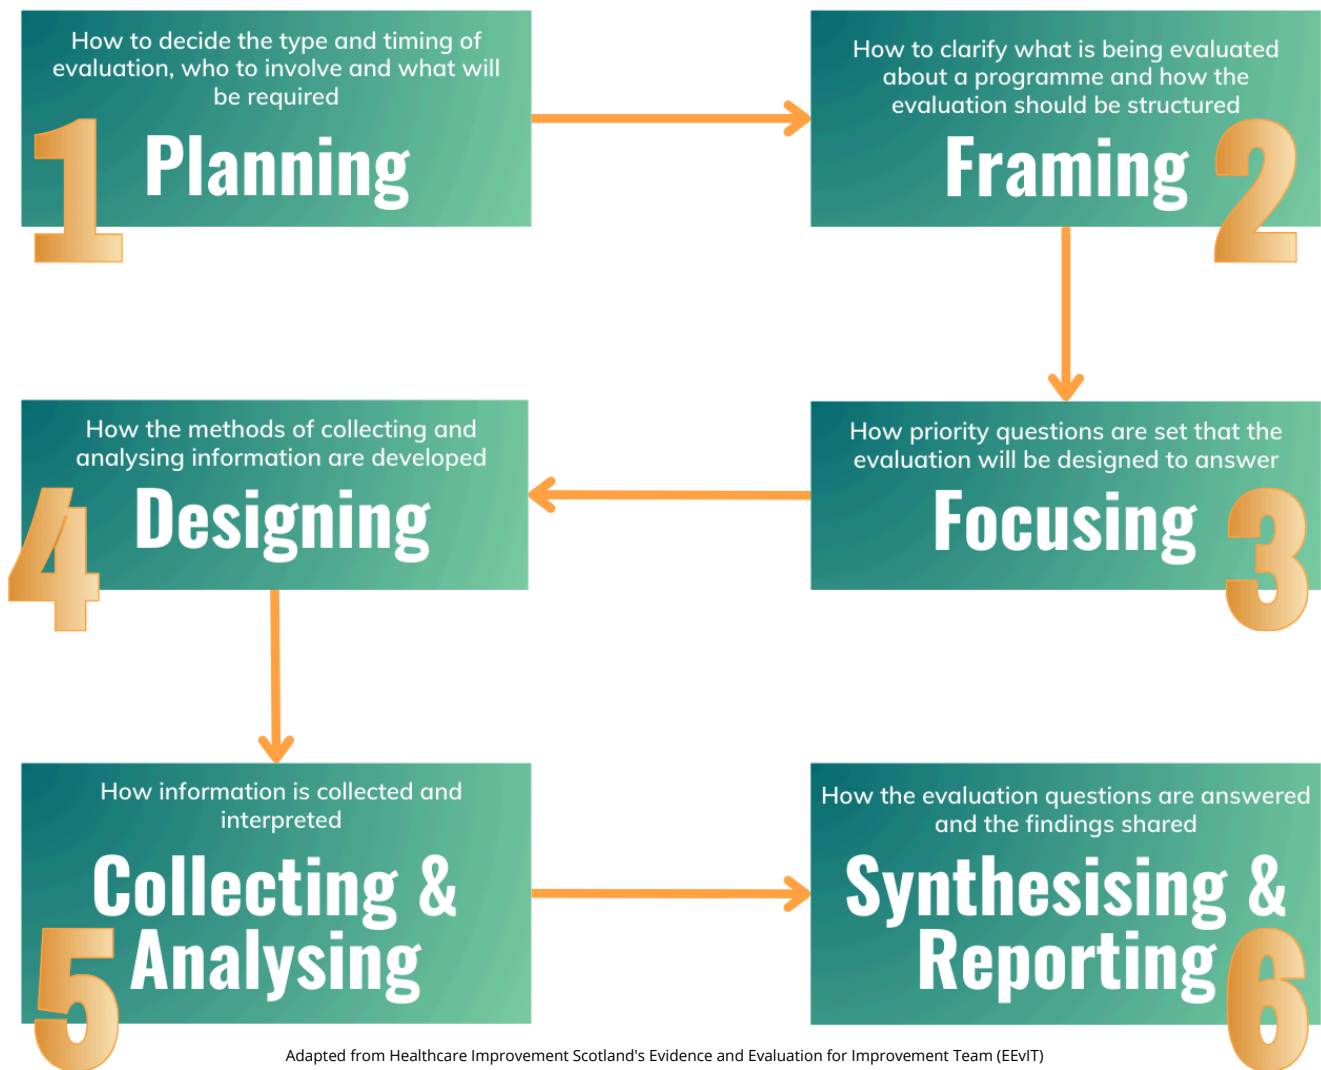 How to decide the type and timing of
evaluation, who to involve and what will
be required
Planning
1
How to clarify what is being evaluated
about a programme and how the
evaluation should be structured
Framing
2
How priority questions are set that the
evaluation will be designed to answer
Focusing
3
How the methods of collecting and
analysing information are developed
Designing
4
How information is collected and
interpreted
Collecting &
Analysing
5
How the evaluation questions are answered
and the findings shared
Synthesising &
Reporting
6
Adapted from Healthcare Improvement Scotland's Evidence and Evaluation for Improvement Team (EEvIT)